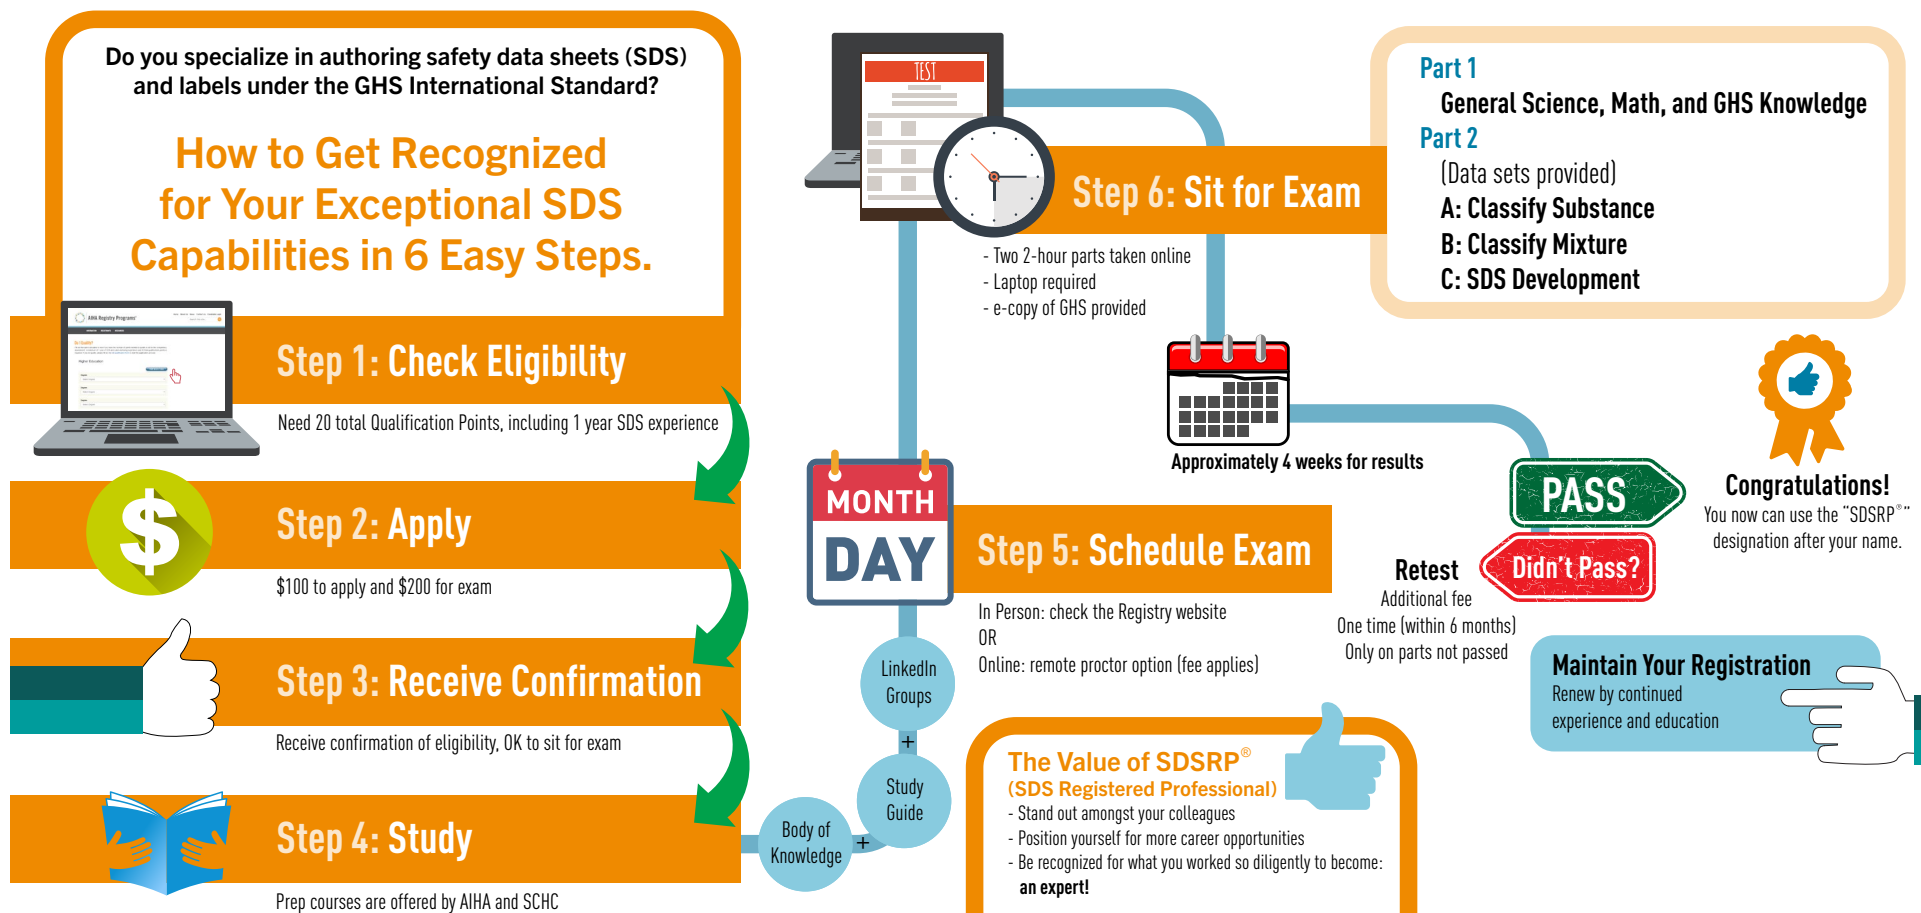 Do you specialize in authoring safety data sheets (SDS)
and labels under the GHS International Standard?
How to Get Recognized
for Your Exceptional SDS
Capabilities in 6 Easy Steps.
AIHA Registry Programs
Step 1: Check Eligibility
Need 20 total Qualification Points, including 1 year SDS experience
$
Step 2: Apply
$100 to apply and $200 for exam
Step 3: Receive Confirmation
Receive confirmation of eligibility, OK to sit for exam
Step 4: Study
Prep courses are offered by AIHA and SCHC
Body of
Knowledge
+
Study
Guide
+
LinkedIn
Groups
MONTH
DAY
Step 5: Schedule Exam
In Person: check the Registry website
OR
Online: remote proctor option (fee applies)
TEST
Step 6: Sit for Exam
- Two 2-hour parts taken online
- Laptop required
- e-copy of GHS provided
Part 1
General Science, Math, and GHS Knowledge
Part 2
(Data sets provided)
A: Classify Substance
B: Classify Mixture
C: SDS Development
Approximately 4 weeks for results
PASS
Congratulations!
You now can use the "SDSRP®"
designation after your name.
Didn't Pass?
Retest
Additional fee
One time (within 6 months)
Only on parts not passed
Maintain Your Registration
Renew by continued
experience and education
The Value of SDSRP®
(SDS Registered Professional)
- Stand out amongst your colleagues
- Position yourself for more career opportunities
- Be recognized for what you worked so diligently to become:
an expert!